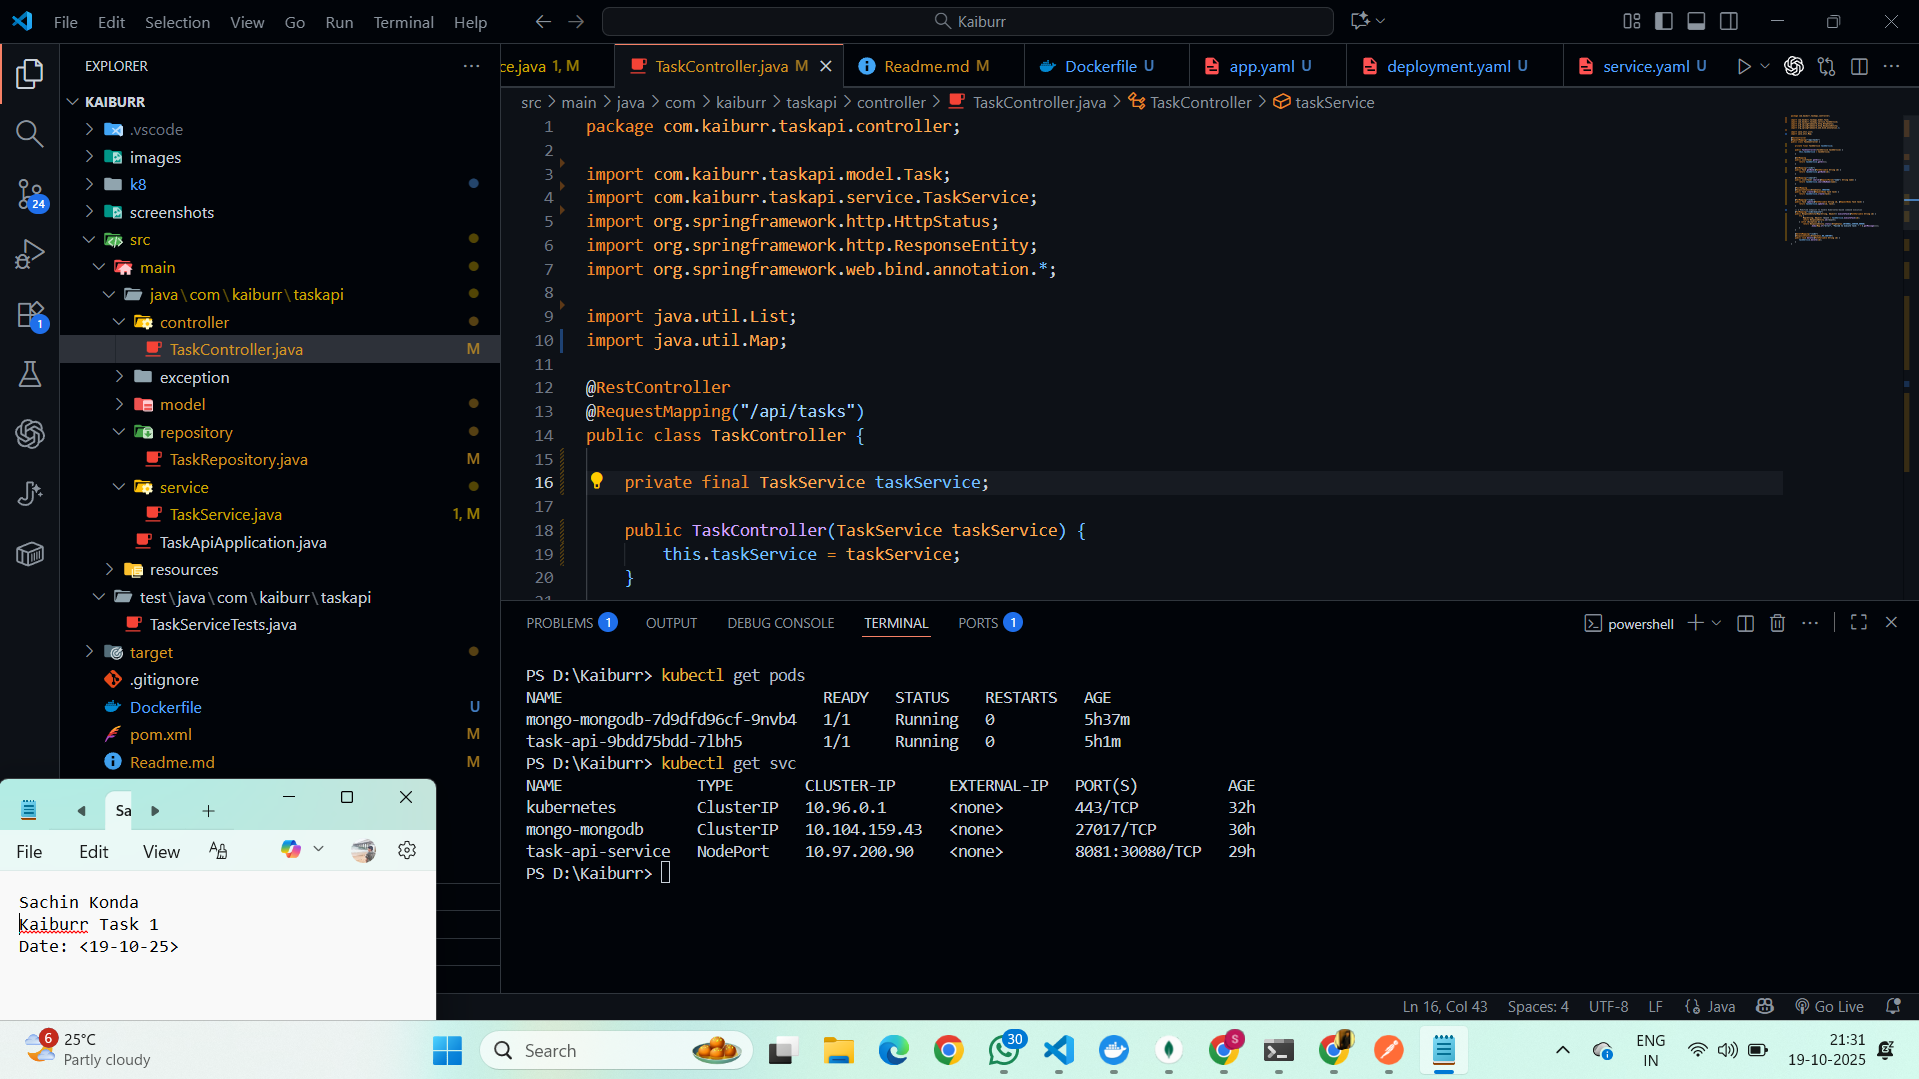 File Edit Selection View Go Run Terminal Help
Kaiburr
EXPLORER
KAIBURR
.vscode
images
k8
screenshots
src
main
java\com\kaiburr\taskapi
controller
TaskController.java M
exception
model
repository
TaskRepository.java M
service
TaskService.java 1, M
TaskApiApplication.java
resources
test\java\com\kaiburr\taskapi
TaskServiceTests.java
target
.gitignore
Dockerfile U
pom.xml M
Readme.md M
24
1
ce.java 1, M TaskController.java M Readme.md M Dockerfile U app.yaml U deployment.yaml U service.yaml U
src > main > java > com > kaiburr > taskapi > controller > TaskController.java > TaskController > taskService
1 package com.kaiburr.taskapi.controller;
2
3 import com.kaiburr.taskapi.model.Task;
4 import com.kaiburr.taskapi.service.TaskService;
5 import org.springframework.http.HttpStatus;
6 import org.springframework.http.ResponseEntity;
7 import org.springframework.web.bind.annotation.*;
8
9 import java.util.List;
10 import java.util.Map;
11
12 @RestController
13 @RequestMapping("/api/tasks")
14 public class TaskController {
15
16 private final TaskService taskService;
17
18 public TaskController(TaskService taskService) {
19 this.taskService = taskService;
20 }
21
PROBLEMS 1 OUTPUT DEBUG CONSOLE TERMINAL PORTS 1
powershell
PS D:\Kaiburr> kubectl get pods
NAME READY STATUS RESTARTS AGE
mongo-mongodb-7d9dfd96cf-9nvb4 1/1 Running 0 5h37m
task-api-9bdd75bdd-7lbh5 1/1 Running 0 5h1m
PS D:\Kaiburr> kubectl get svc
NAME TYPE CLUSTER-IP EXTERNAL-IP PORT(S) AGE
kubernetes ClusterIP 10.96.0.1 <none> 443/TCP 32h
mongo-mongodb ClusterIP 10.104.159.43 <none> 27017/TCP 30h
task-api-service NodePort 10.97.200.90 <none> 8081:30080/TCP 29h
PS D:\Kaiburr>
Sa
File Edit View
Sachin Konda
Kaiburr Task 1
Date: <19-10-25>
Ln 16, Col 43 Spaces: 4 UTF-8 LF {} Java Go Live
6
25°C
Partly cloudy
Search
30
S
ENG
IN
21:31
19-10-2025